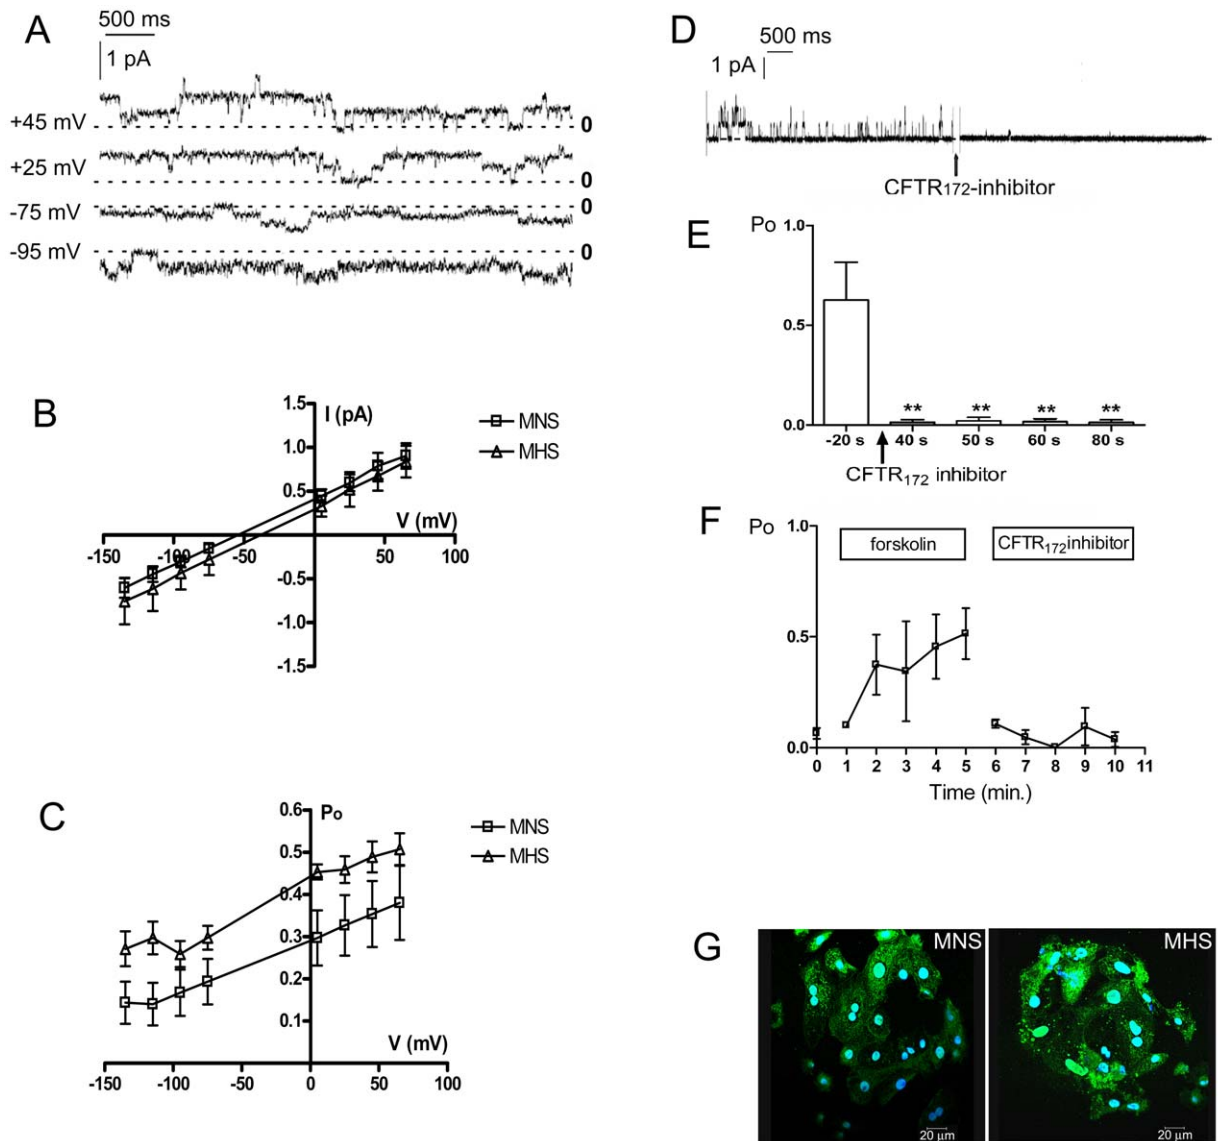 A
500 ms
1 pA
+45 mV
0
+25 mV
0
-75 mV
0
-95 mV
0
B
I (pA)
MNS
MHS
V (mV)
1.5
1.0
0.5
-0.5
-1.0
-1.5
-150
-100
-50
0
50
100
C
Po
MNS
MHS
V (mV)
0.6
0.5
0.4
0.3
0.2
0.1
-150
-100
-50
0
50
100
D
500 ms
1 pA
CFTR172-inhibitor
E
Po
1.0
0.5
0.0
** ** ** **
-20 s 40 s 50 s 60 s 80 s
CFTR172 inhibitor
F
Po
1.0
0.5
0.0
forskolin
CFTR172inhibitor
0 1 2 3 4 5 6 7 8 9 10 11
Time (min.)
G
MNS
20 µm
MHS
20 µm